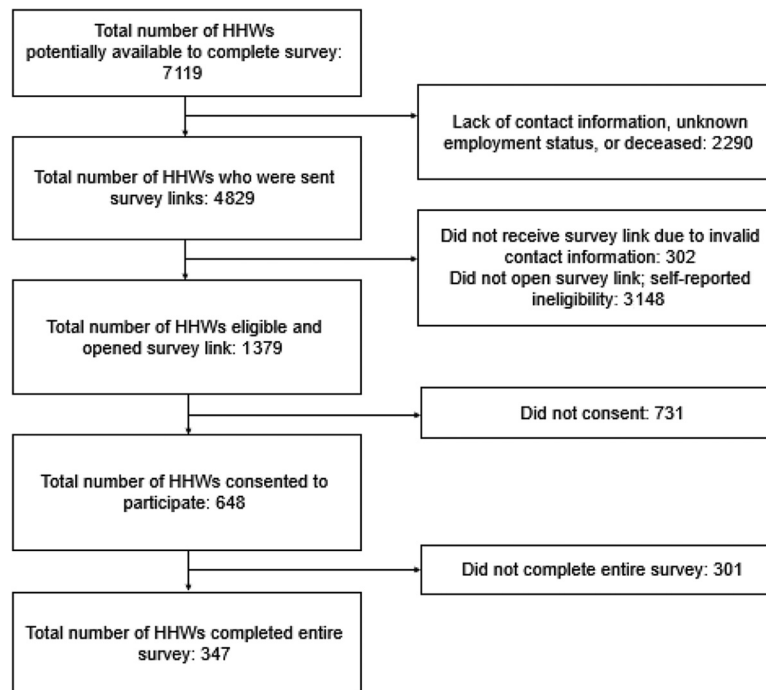 Total number of HHWs
potentially available to complete survey:
7119
Lack of contact information, unknown
employment status, or deceased: 2290
Total number of HHWs who were sent
survey links: 4829
Did not receive survey link due to invalid
contact information: 302
Did not open survey link; self-reported
ineligibility: 3148
Total number of HHWs eligible and
opened survey link: 1379
Did not consent: 731
Total number of HHWs consented to
participate: 648
Did not complete entire survey: 301
Total number of HHWs completed entire
survey: 347